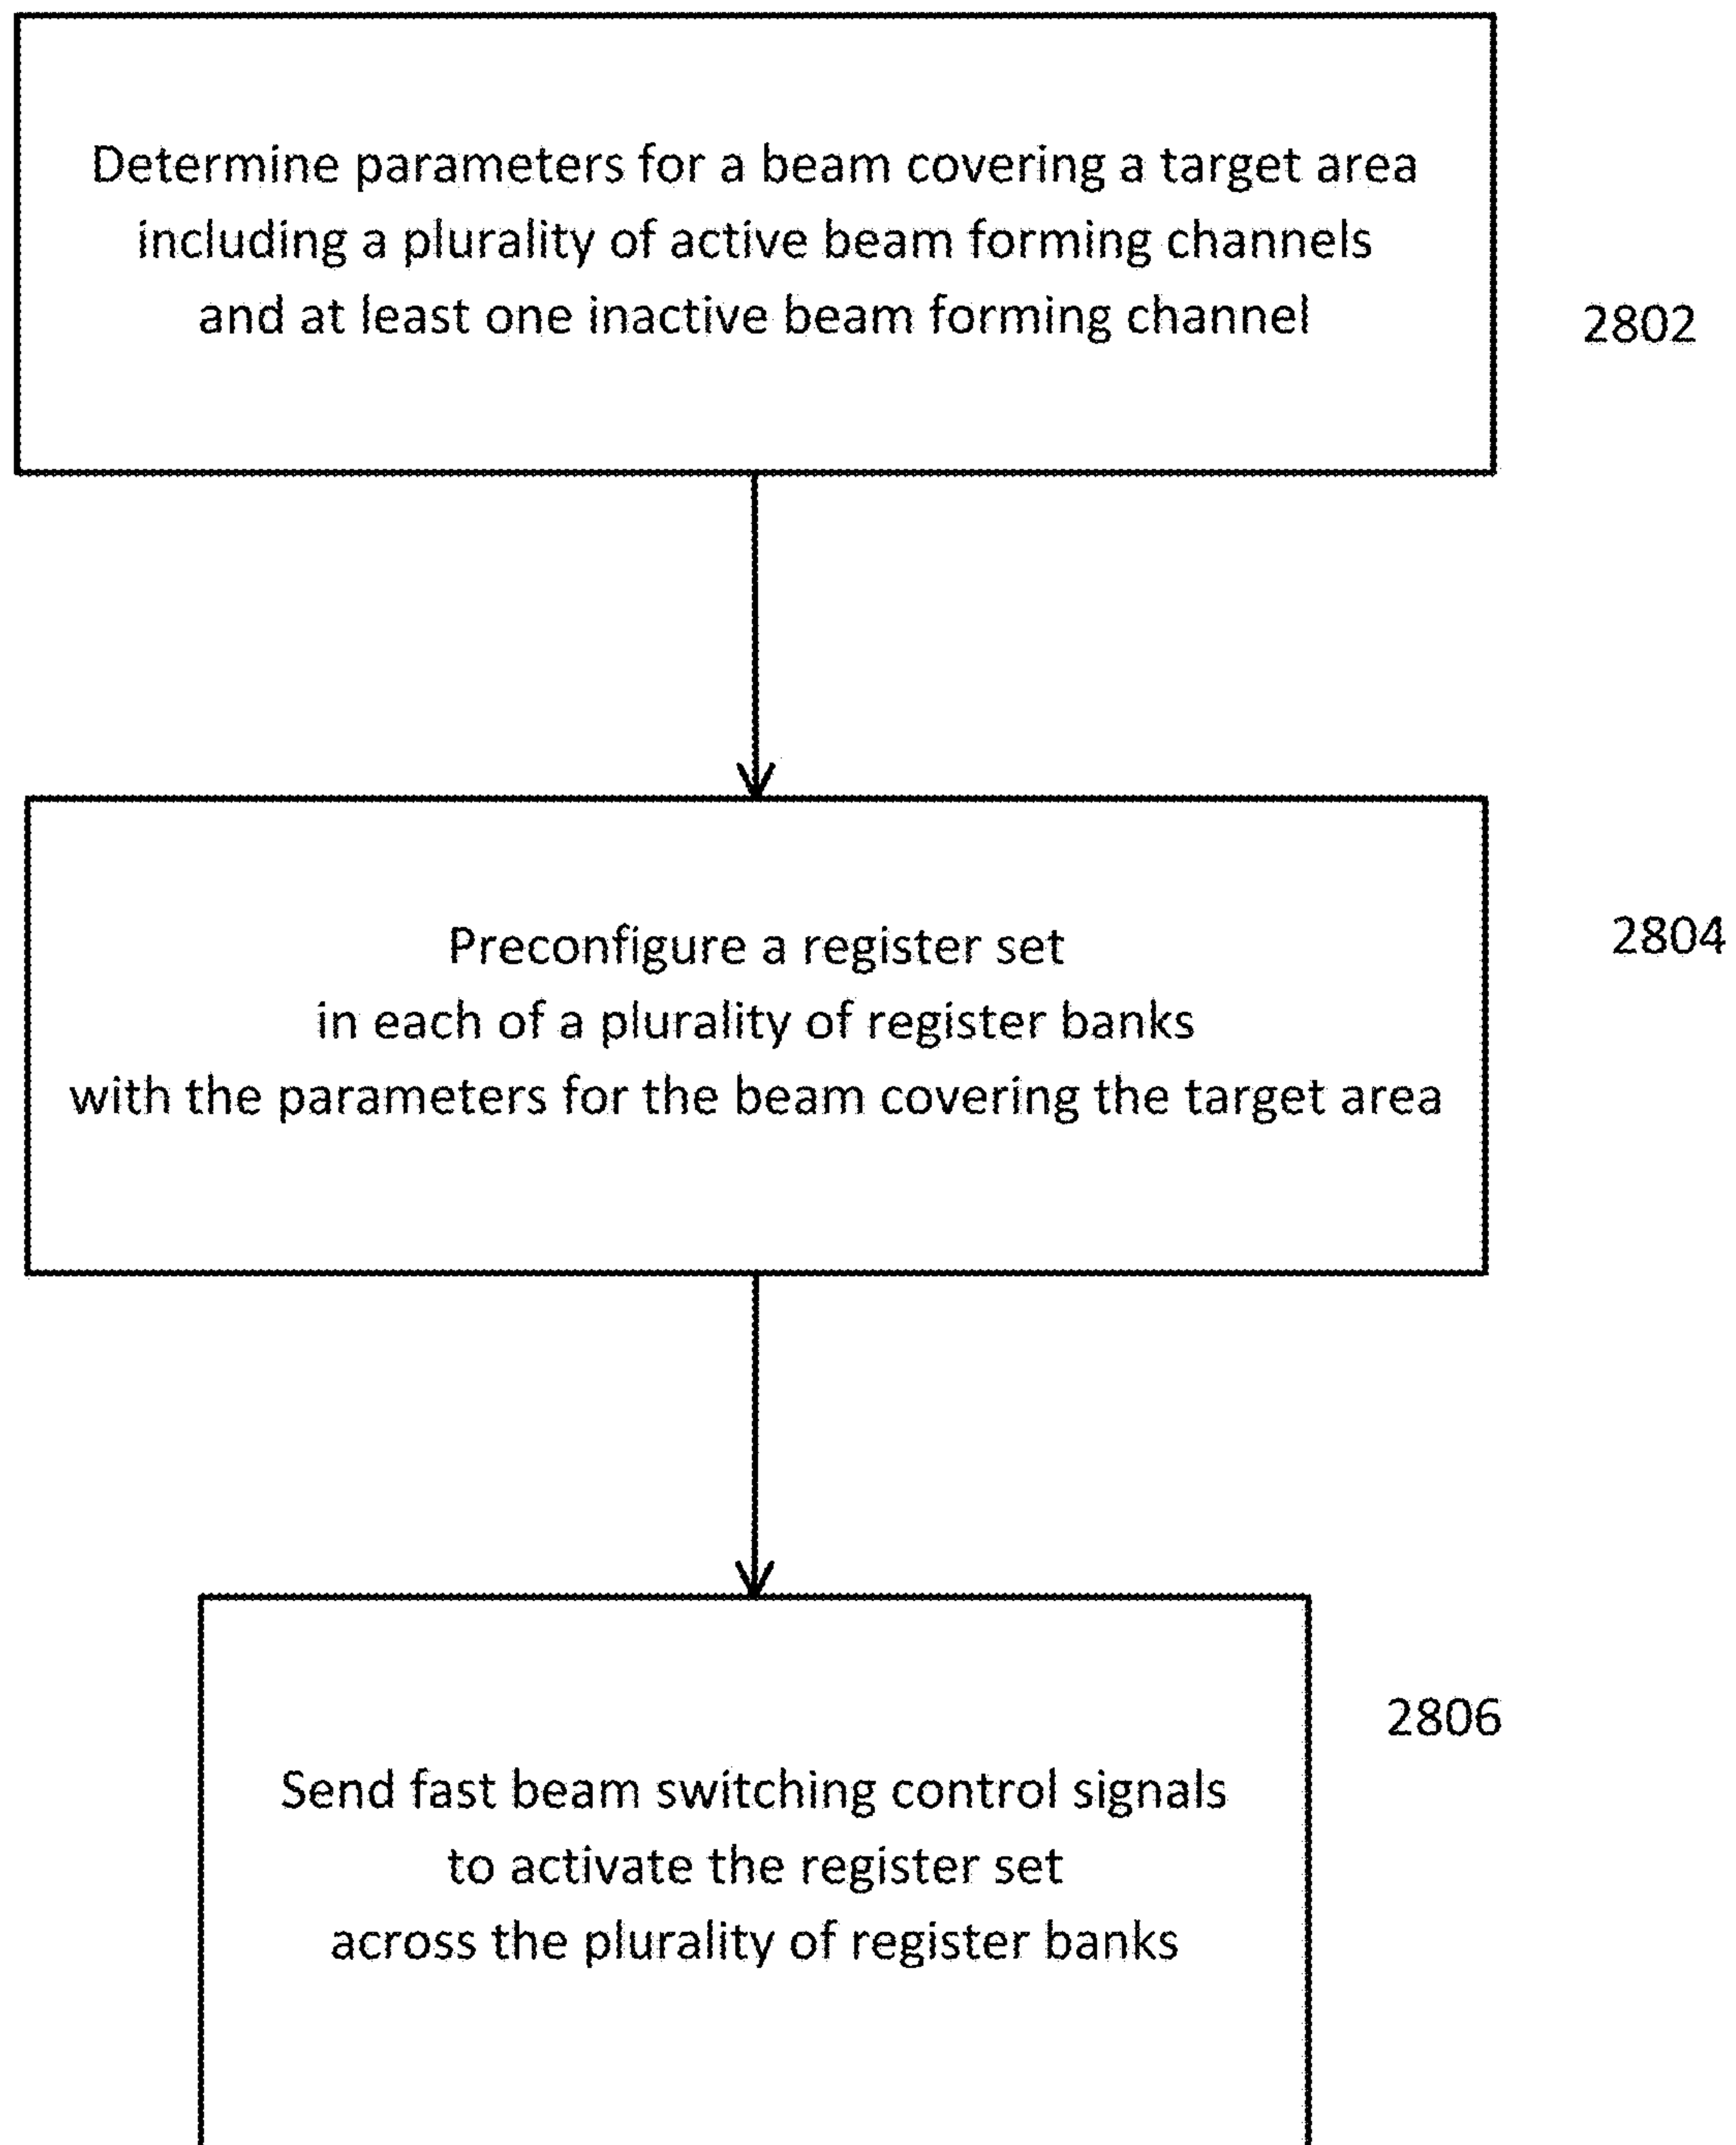 Determine parameters for a beam covering a target area
including a plurality of active beam forming channels
and at least one inactive beam forming channel
2802
Preconfigure a register set
in each of a plurality of register banks
with the parameters for the beam covering the target area
2804
Send fast beam switching control signals
to activate the register set
across the plurality of register banks
2806